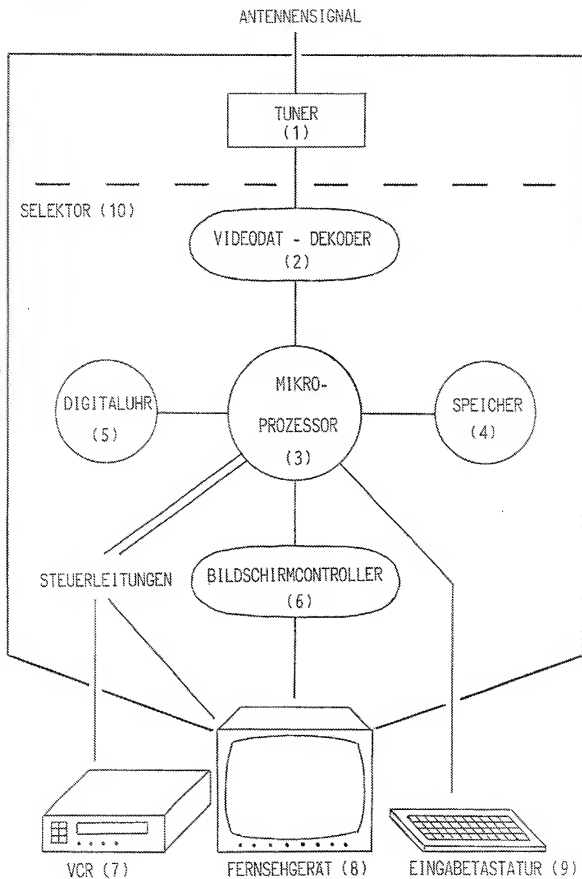 ANTENNENSIGNAL
TUNER
(1)
SELEKTOR (10)
VIDEODAT - DEKODER
(2)
DIGITALUHR
(5)
MIKRO-
PROZESSOR
(3)
SPEICHER
(4)
STEUERLEITUNGEN
BILDSCHIRMCONTROLLER
(6)
VCR (7)
FERNSEHGERÄT (8)
EINGABETASTATUR (9)